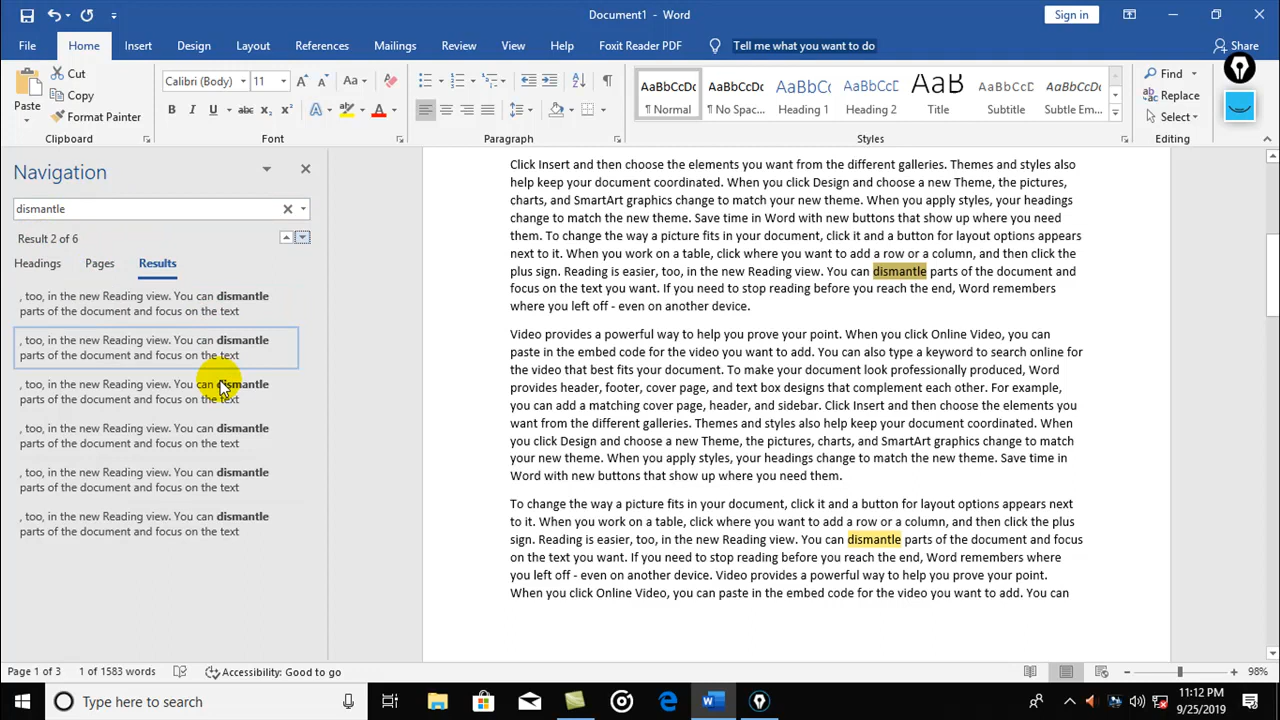 Document1 - Word
Sign in
File Home Insert Design Layout References Mailings Review View Help Foxit Reader PDF Tell me what you want to do Share
Paste
Cut
Copy
Format Painter
Clipboard
Calibri (Body) 11
Font
Paragraph
AaBbCcDc AaBbCcDc AaBbC AaBbCcD AaB AaBbCcD AaBbCcDc
¶ Normal ¶ No Spac... Heading 1 Heading 2 Title Subtitle Subtle Em...
Styles
Find
Replace
Select
Editing
Navigation
dismantle
Result 2 of 6
Headings Pages Results
, too, in the new Reading view. You can dismantle
parts of the document and focus on the text
, too, in the new Reading view. You can dismantle
parts of the document and focus on the text
, too, in the new Reading view. You can dismantle
parts of the document and focus on the text
, too, in the new Reading view. You can dismantle
parts of the document and focus on the text
, too, in the new Reading view. You can dismantle
parts of the document and focus on the text
, too, in the new Reading view. You can dismantle
parts of the document and focus on the text
Click Insert and then choose the elements you want from the different galleries. Themes and styles also
help keep your document coordinated. When you click Design and choose a new Theme, the pictures,
charts, and SmartArt graphics change to match your new theme. When you apply styles, your headings
change to match the new theme. Save time in Word with new buttons that show up where you need
them. To change the way a picture fits in your document, click it and a button for layout options appears
next to it. When you work on a table, click where you want to add a row or a column, and then click the
plus sign. Reading is easier, too, in the new Reading view. You can dismantle parts of the document and
focus on the text you want. If you need to stop reading before you reach the end, Word remembers
where you left off - even on another device.
Video provides a powerful way to help you prove your point. When you click Online Video, you can
paste in the embed code for the video you want to add. You can also type a keyword to search online for
the video that best fits your document. To make your document look professionally produced, Word
provides header, footer, cover page, and text box designs that complement each other. For example,
you can add a matching cover page, header, and sidebar. Click Insert and then choose the elements you
want from the different galleries. Themes and styles also help keep your document coordinated. When
you click Design and choose a new Theme, the pictures, charts, and SmartArt graphics change to match
your new theme. When you apply styles, your headings change to match the new theme. Save time in
Word with new buttons that show up where you need them.
To change the way a picture fits in your document, click it and a button for layout options appears next
to it. When you work on a table, click where you want to add a row or a column, and then click the plus
sign. Reading is easier, too, in the new Reading view. You can dismantle parts of the document and focus
on the text you want. If you need to stop reading before you reach the end, Word remembers where
you left off - even on another device. Video provides a powerful way to help you prove your point.
When you click Online Video, you can paste in the embed code for the video you want to add. You can
Page 1 of 3 1 of 1583 words Accessibility: Good to go 98%
Type here to search
11:12 PM
9/25/2019